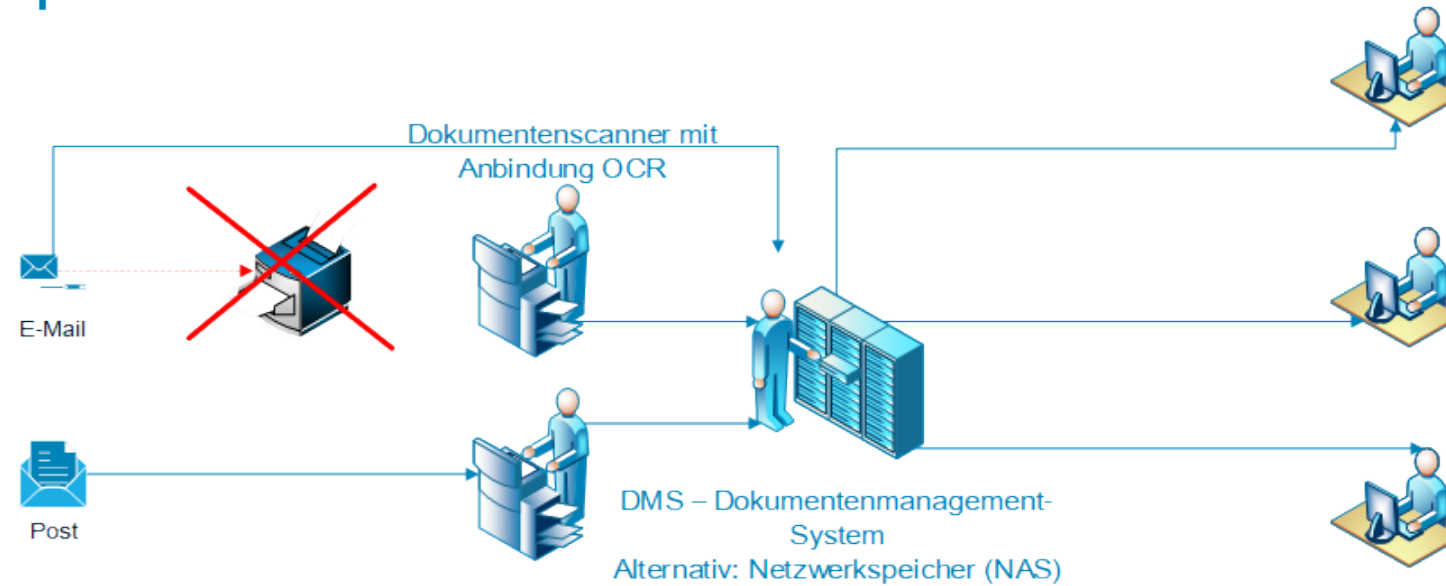 Dokumentenscanner mit
Anbindung OCR
E-Mail
Post
DMS – Dokumentenmanagement-
System
Alternativ: Netzwerkspeicher (NAS)